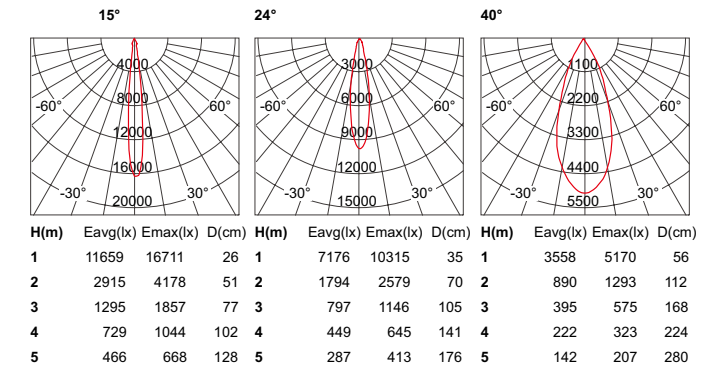 15° 24° 40°
4000 3000 1100
8000 6000 2200
-60° 60° -60° 60° -60° 60°
12000 9000 3300
16000 12000 4400
-30° 30° -30° 30° -30° 30°
20000 15000 5500
H(m) Eavg(lx) Emax(lx) D(cm) H(m) Eavg(lx) Emax(lx) D(cm) H(m) Eavg(lx) Emax(lx) D(cm)
1 11659 16711 26 1 7176 10315 35 1 3558 5170 56
2 2915 4178 51 2 1794 2579 70 2 890 1293 112
3 1295 1857 77 3 797 1146 105 3 395 575 168
4 729 1044 102 4 449 645 141 4 222 323 224
5 466 668 128 5 287 413 176 5 142 207 280